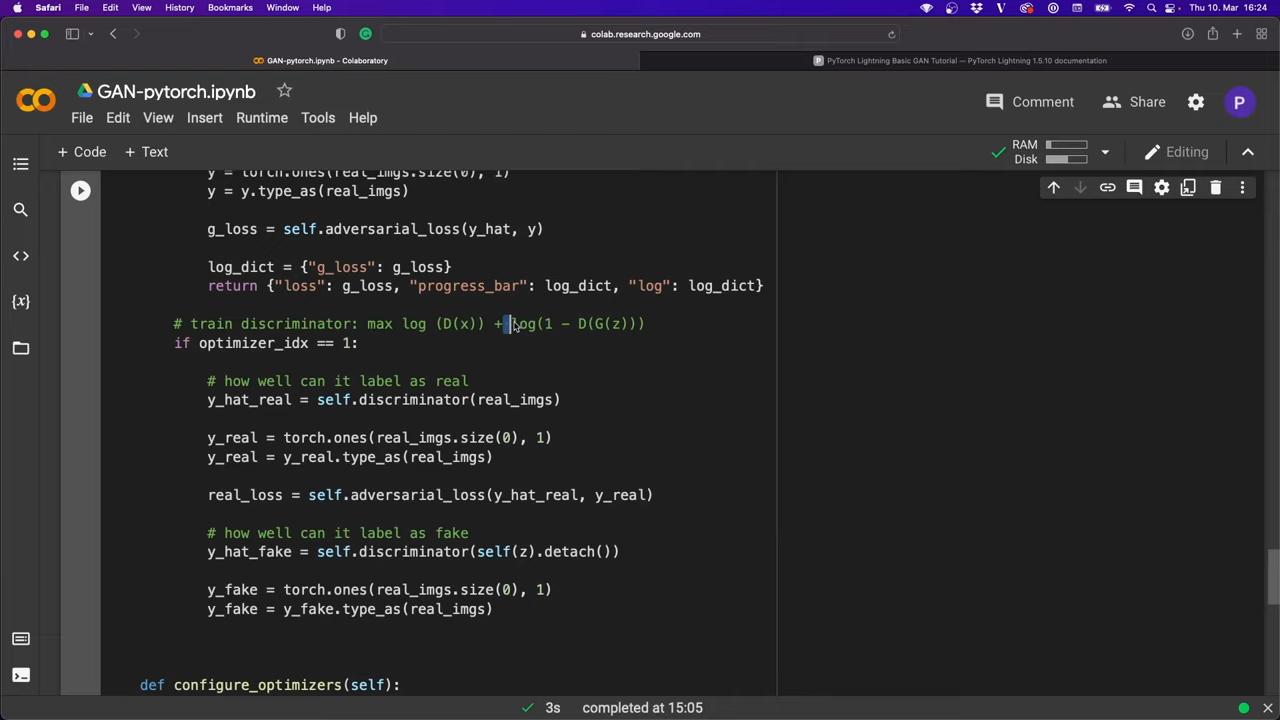 Safari File Edit View History Bookmarks Window Help Thu 10. Mar 16:24
colab.research.google.com
GAN-pytorch.ipynb - Colaboratory
PyTorch Lightning Basic GAN Tutorial — PyTorch Lightning 1.5.10 documentation
GAN-pytorch.ipynb
Comment Share P
File Edit View Insert Runtime Tools Help
+ Code + Text
RAM
Disk
Editing
y = torch.ones(real_imgs.size(0), 1)
y = y.type_as(real_imgs)
g_loss = self.adversarial_loss(y_hat, y)
log_dict = {"g_loss": g_loss}
return {"loss": g_loss, "progress_bar": log_dict, "log": log_dict}
# train discriminator: max log (D(x)) + log(1 - D(G(z)))
if optimizer_idx == 1:
# how well can it label as real
y_hat_real = self.discriminator(real_imgs)
y_real = torch.ones(real_imgs.size(0), 1)
y_real = y_real.type_as(real_imgs)
real_loss = self.adversarial_loss(y_hat_real, y_real)
# how well can it label as fake
y_hat_fake = self.discriminator(self(z).detach())
y_fake = torch.ones(real_imgs.size(0), 1)
y_fake = y_fake.type_as(real_imgs)
def configure_optimizers(self):
3s completed at 15:05